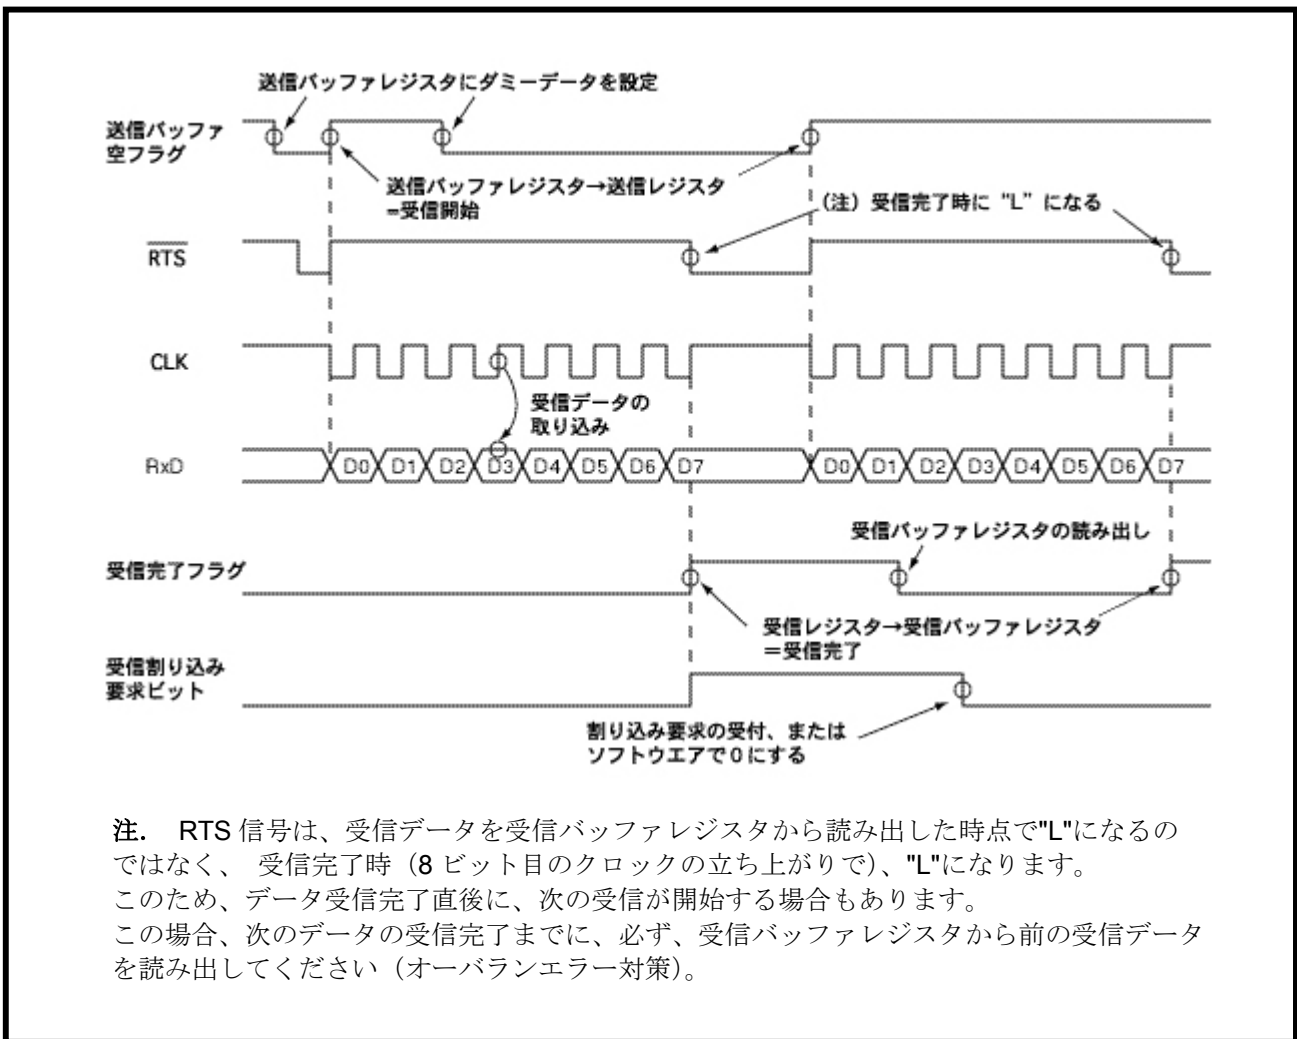 送信バッファレジスタにダミーデータを設定
送信バッファ
空フラグ
送信バッファレジスタ→送信レジスタ
=受信開始
(注) 受信完了時に "L" になる
RTS
CLK
受信データの
取り込み
RxD
D0 D1 D2 D3 D4 D5 D6 D7 D0 D1 D2 D3 D4 D5 D6 D7
受信バッファレジスタの読み出し
受信完了フラグ
受信レジスタ→受信バッファレジスタ
＝受信完了
受信割り込み
要求ビット
割り込み要求の受付、または
ソフトウエアで０にする
注. RTS 信号は、受信データを受信バッファレジスタから読み出した時点で"L"になるの
ではなく、 受信完了時（8 ビット目のクロックの立ち上がりで）、"L"になります。
このため、データ受信完了直後に、次の受信が開始する場合もあります。
この場合、次のデータの受信完了までに、必ず、受信バッファレジスタから前の受信データ
を読み出してください（オーバランエラー対策）。